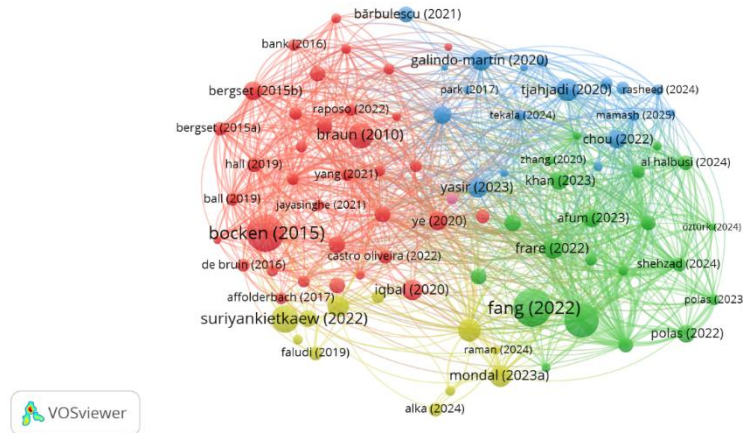 bărbulescu (2021)
bank (2016)
galindo-martín (2020)
bergset (2015b)
tjahjadi (2020)
rasheed (2024)
park (2017)
raposo (2022)
mamash (2025)
tekala (2024)
bergset (2015a)
braun (2010)
chou (2022)
hall (2019)
zhang (2020)
al halbusi (2024)
yang (2021)
khan (2023)
yasir (2023)
ball (2019)
jayasinghe (2021)
ye (2020)
afum (2023)
öztürk (2024)
bocken (2015)
frare (2022)
castro oliveira (2022)
de bruin (2016)
shehzad (2024)
iqbal (2020)
affolderbach (2017)
polas (2023
fang (2022)
suriyankietkaew (2022)
polas (2022)
faludi (2019)
raman (2024)
mondal (2023a)
alka (2024)
VOSviewer